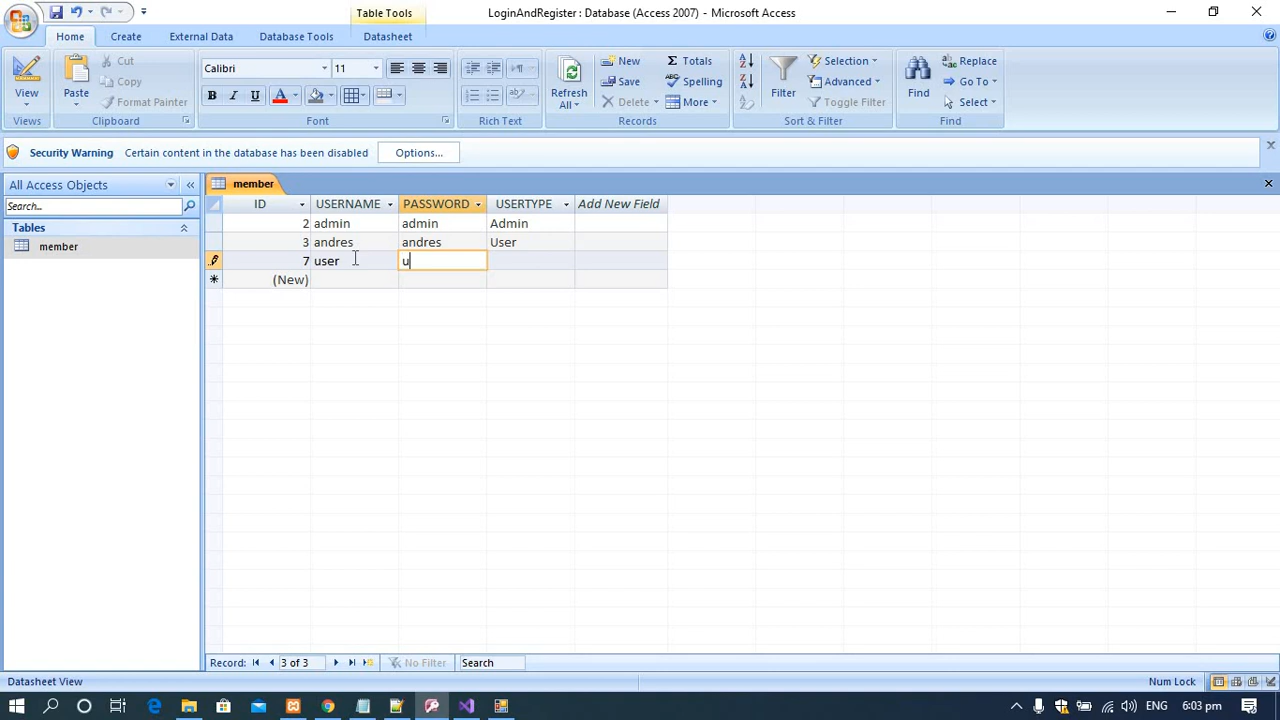 Table Tools
LoginAndRegister : Database (Access 2007) - Microsoft Access
Home Create External Data Database Tools Datasheet
View
Views
Paste
Cut
Copy
Format Painter
Clipboard
Calibri 11
B I U A
Font
Rich Text
Refresh All
New
Save
Delete
Totals
Spelling
More
Records
Filter
Selection
Advanced
Toggle Filter
Sort & Filter
Find
Replace
Go To
Select
Find
Security Warning Certain content in the database has been disabled Options...
All Access Objects
Search...
Tables
member
member
ID USERNAME PASSWORD USERTYPE Add New Field
2 admin admin Admin
3 andres andres User
7 user u
(New)
Record: 3 of 3 No Filter Search
Datasheet View Num Lock
ENG 6:03 pm 7